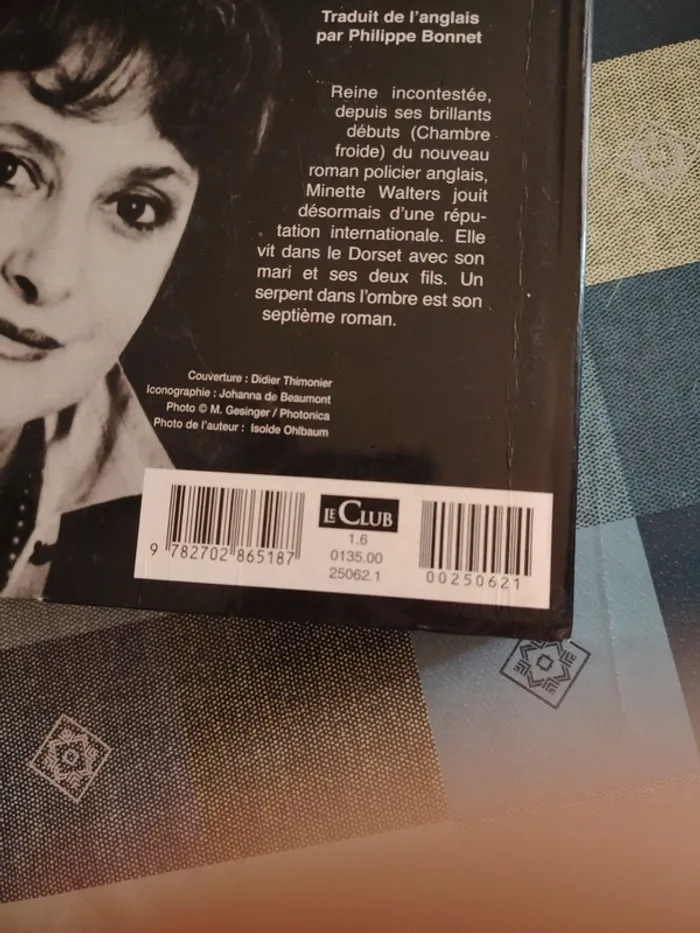 Traduit de l'anglais
par Philippe Bonnet
Reine incontestée,
depuis ses brillants
débuts (Chambre
froide) du nouveau
roman policier anglais,
Minette Walters jouit
désormais d'une répu-
tation internationale. Elle
vit dans le Dorset avec son
mari et ses deux fils. Un
serpent dans l'ombre est son
septième roman.
Couverture : Didier Thimonier
Iconographie : Johanna de Beaumont
Photo © M. Gesinger / Photonica
Photo de l'auteur : Isolde Ohlbaum
9 782702 865187
LE CLUB
1.6
0135.00
25062.1
00250621